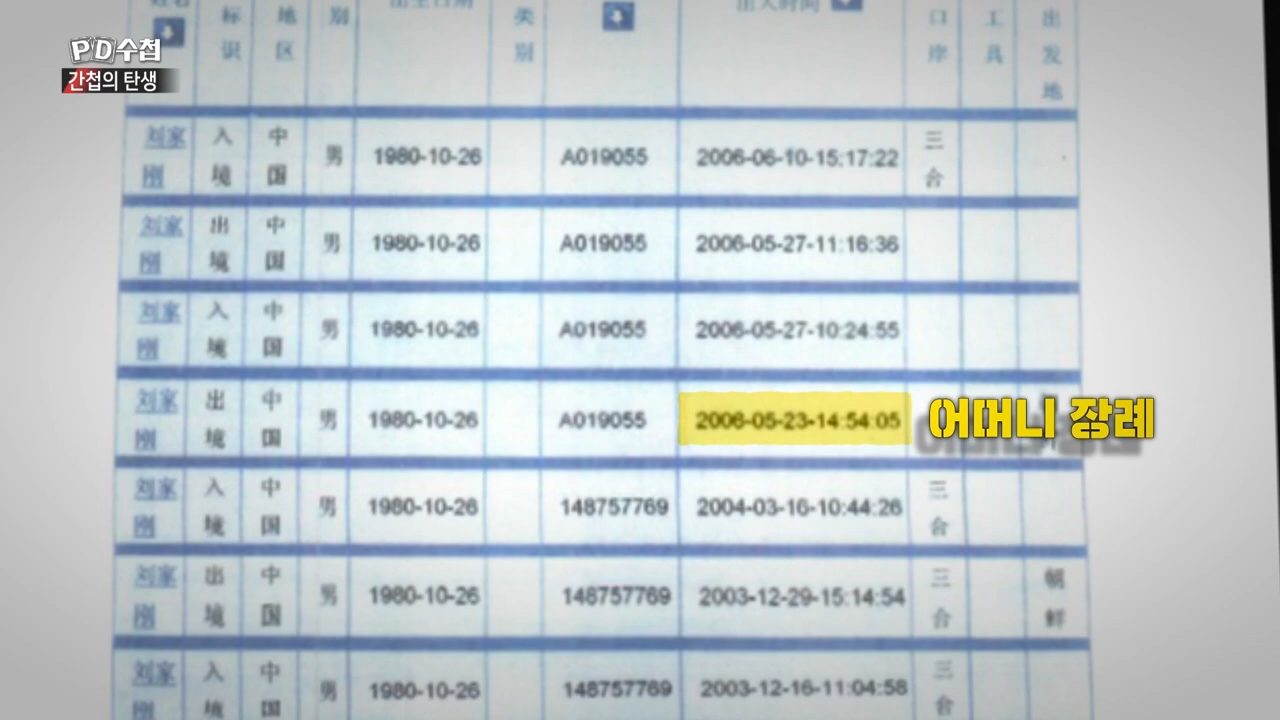 PD수첩
간첩의 탄생
标识
地区
别
类别
出入时间
口岸
工具
出发地
刘家刚 入境 中国 男 1980-10-26 A019055 2006-06-10-15:17:22 三合
刘家刚 出境 中国 男 1980-10-26 A019055 2006-05-27-11:16:36
刘家刚 入境 中国 男 1980-10-26 A019055 2006-05-27-10:24:55
刘家刚 出境 中国 男 1980-10-26 A019055 2006-05-23-14:54:05 어머니 장례
刘家刚 入境 中国 男 1980-10-26 148757769 2004-03-16-10:44:26 三合
刘家刚 出境 中国 男 1980-10-26 148757769 2003-12-29-15:14:54 三合 朝鲜
刘家刚 入境 中国 男 1980-10-26 148757769 2003-12-16-11:04:58 三合